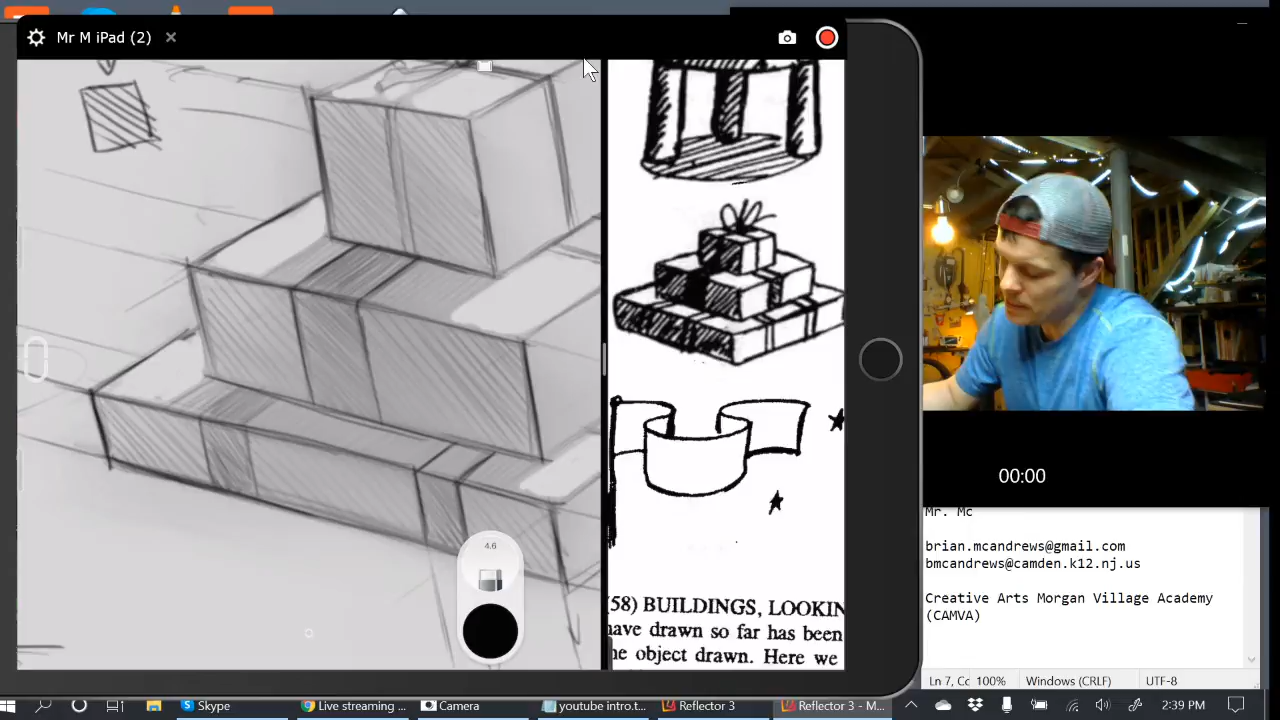 Mr M iPad (2)
4.6
(58) BUILDINGS, LOOKIN
have drawn so far has been
he object drawn. Here we
00:00
Mr. Mc
brian.mcandrews@gmail.com
bmcandrews@camden.k12.nj.us
Creative Arts Morgan Village Academy
(CAMVA)
Ln 7, Cc 100% Windows (CRLF) UTF-8
Skype Live streaming ... Camera youtube intro.t... Reflector 3 Reflector 3 - M... 2:39 PM